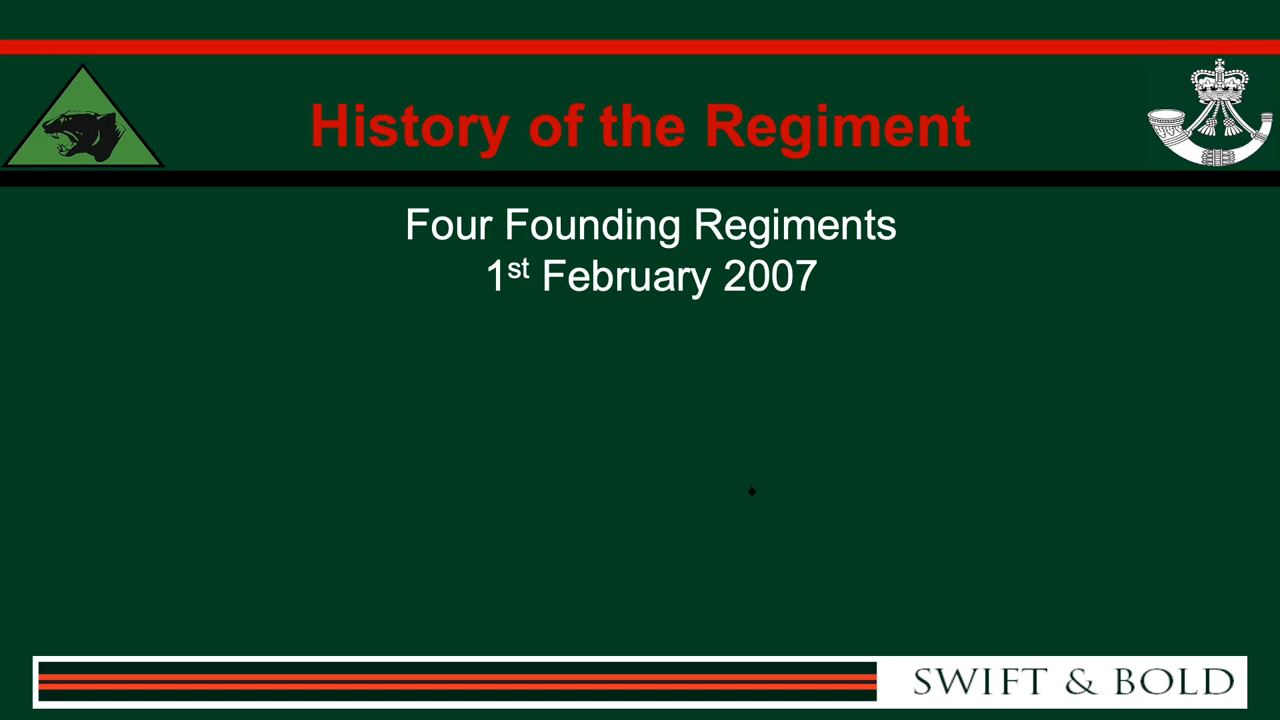 History of the Regiment
Four Founding Regiments
1st February 2007
SWIFT & BOLD